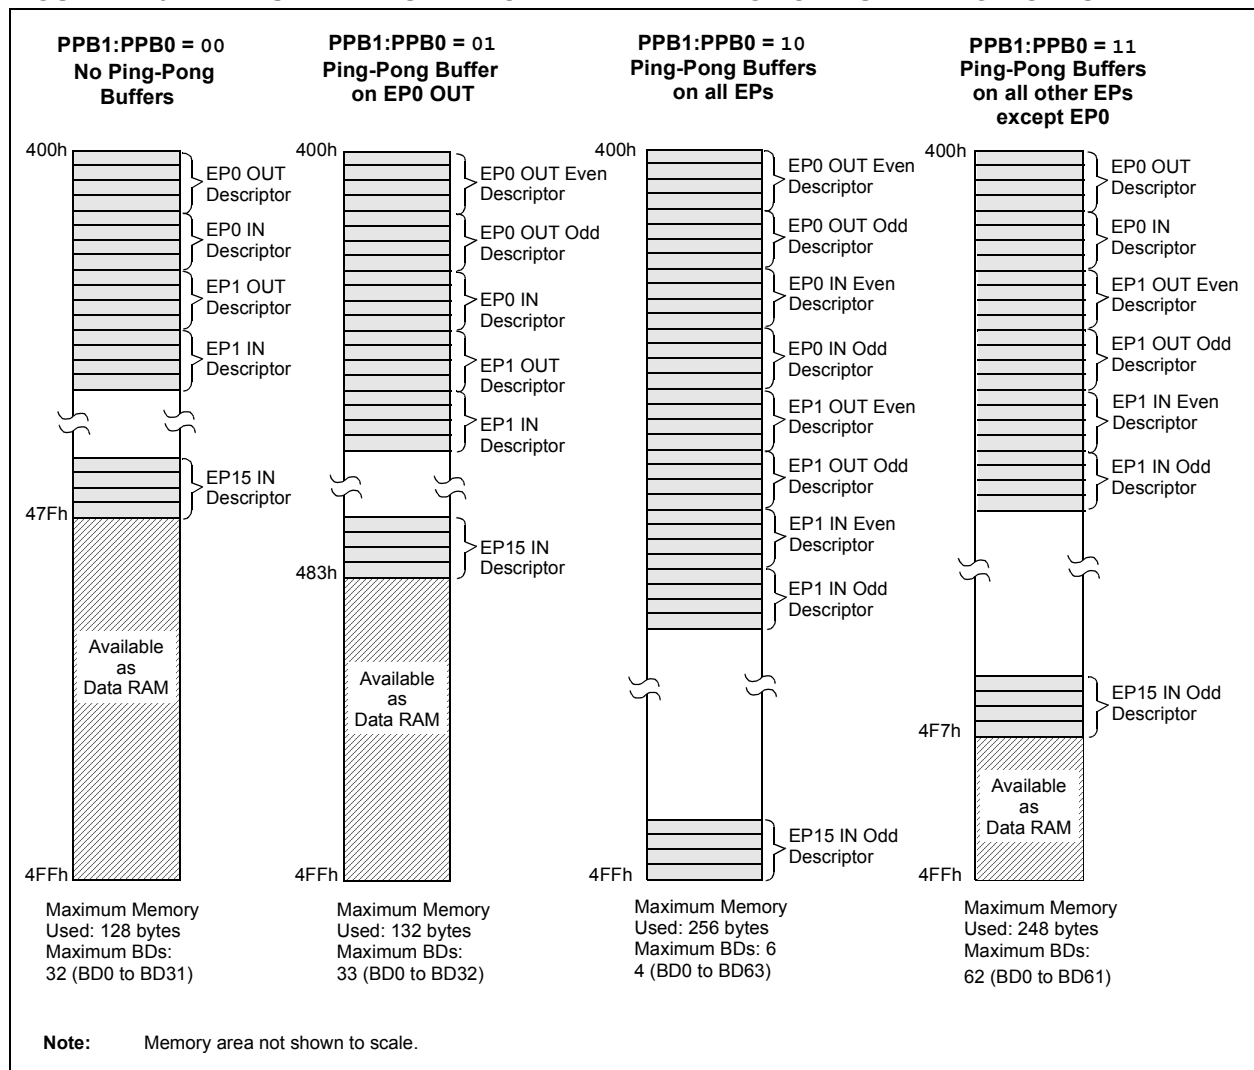 PPB1:PPB0 = 00
No Ping-Pong
Buffers
400h
EP0 OUT
Descriptor
EP0 IN
Descriptor
EP1 OUT
Descriptor
EP1 IN
Descriptor
EP15 IN
Descriptor
47Fh
Available
as
Data RAM
4FFh
Maximum Memory
Used: 128 bytes
Maximum BDs:
32 (BD0 to BD31)
PPB1:PPB0 = 01
Ping-Pong Buffer
on EP0 OUT
400h
EP0 OUT Even
Descriptor
EP0 OUT Odd
Descriptor
EP0 IN
Descriptor
EP1 OUT
Descriptor
EP1 IN
Descriptor
EP15 IN
Descriptor
483h
Available
as
Data RAM
4FFh
Maximum Memory
Used: 132 bytes
Maximum BDs:
33 (BD0 to BD32)
PPB1:PPB0 = 10
Ping-Pong Buffers
on all EPs
400h
EP0 OUT Even
Descriptor
EP0 OUT Odd
Descriptor
EP0 IN Even
Descriptor
EP0 IN Odd
Descriptor
EP1 OUT Even
Descriptor
EP1 OUT Odd
Descriptor
EP1 IN Even
Descriptor
EP1 IN Odd
Descriptor
EP15 IN Odd
Descriptor
4FFh
Maximum Memory
Used: 256 bytes
Maximum BDs: 6
4 (BD0 to BD63)
PPB1:PPB0 = 11
Ping-Pong Buffers
on all other EPs
except EP0
400h
EP0 OUT
Descriptor
EP0 IN
Descriptor
EP1 OUT Even
Descriptor
EP1 OUT Odd
Descriptor
EP1 IN Even
Descriptor
EP1 IN Odd
Descriptor
EP15 IN Odd
Descriptor
4F7h
Available
as
Data RAM
4FFh
Maximum Memory
Used: 248 bytes
Maximum BDs:
62 (BD0 to BD61)
Note: Memory area not shown to scale.